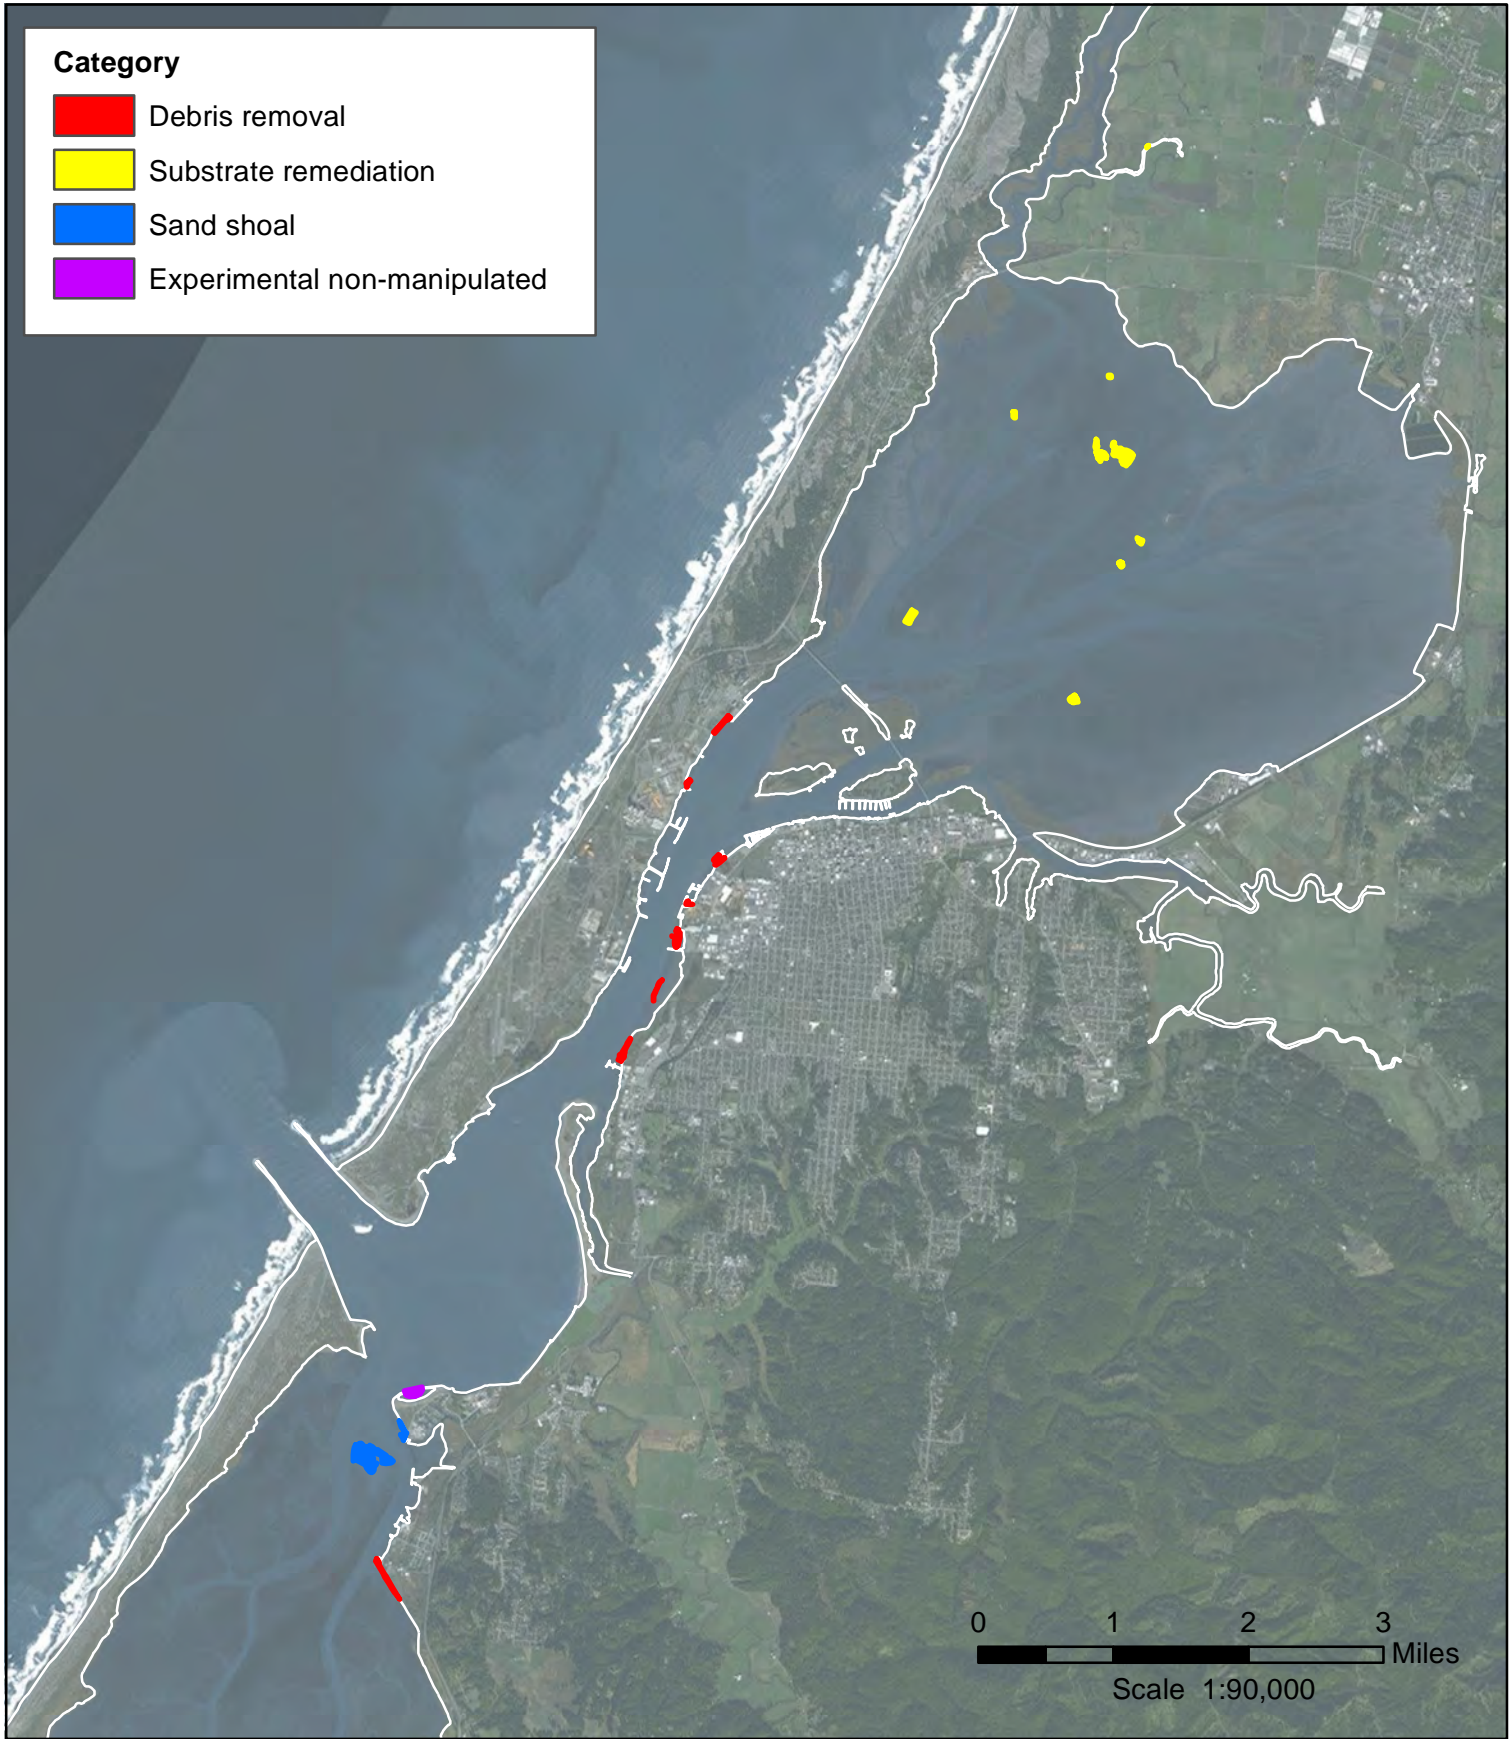 Category
Debris removal
Substrate remediation
Sand shoal
Experimental non-manipulated
0 1 2 3
Miles
Scale 1:90,000